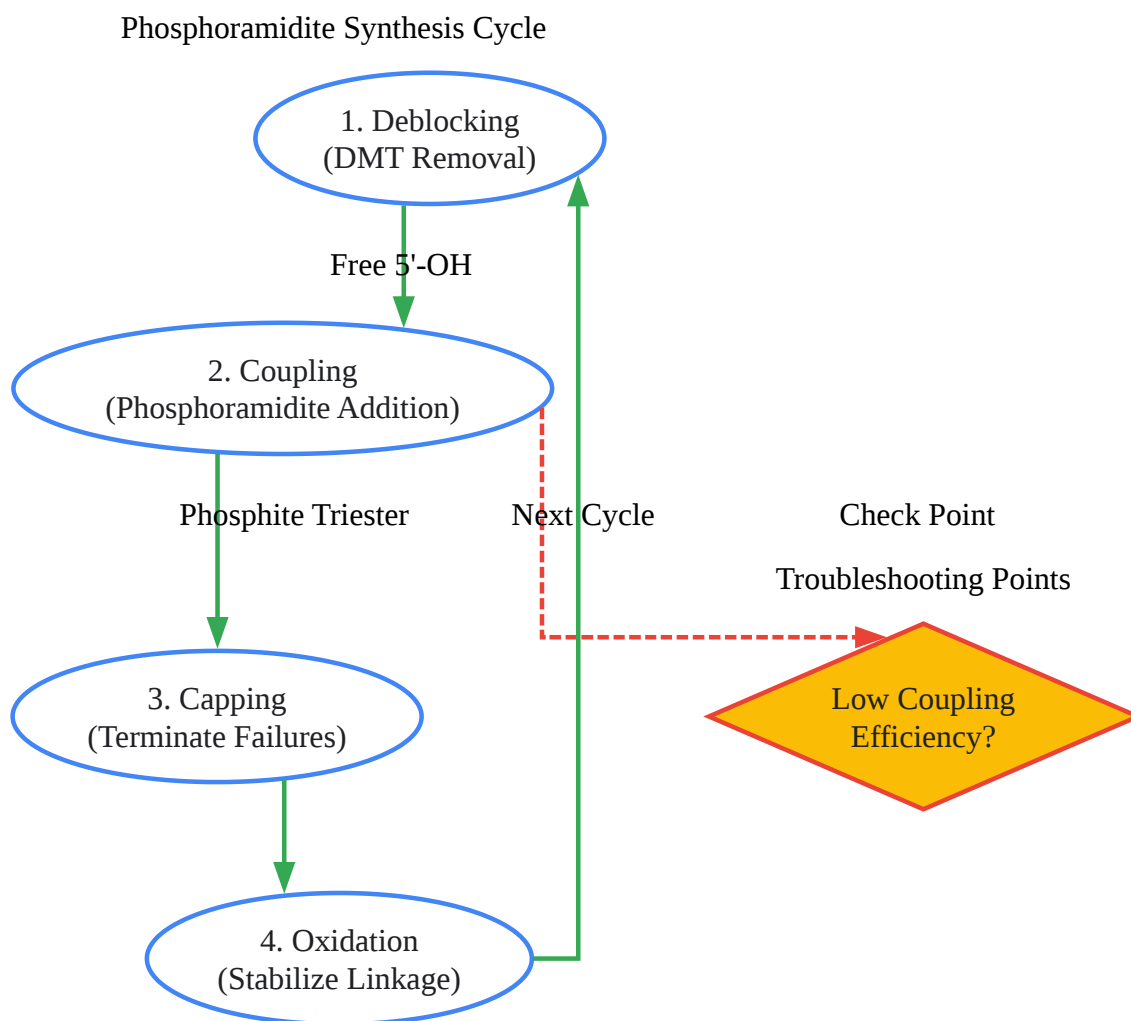 Phosphoramidite Synthesis Cycle
1. Deblocking
(DMT Removal)
Free 5'-OH
2. Coupling
(Phosphoramidite Addition)
Phosphite Triester
Next Cycle
Check Point
Troubleshooting Points
3. Capping
(Terminate Failures)
Low Coupling
Efficiency?
4. Oxidation
(Stabilize Linkage)